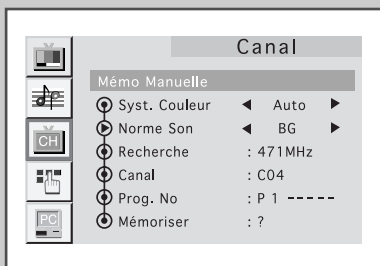 Canal
Mémo Manuelle
Syst. Couleur ◀ Auto ▶
Norme Son ◀ BG ▶
CH
Recherche : 471MHz
Canal : C04
Prog. No : P 1 -----
PC
Mémoriser : ?